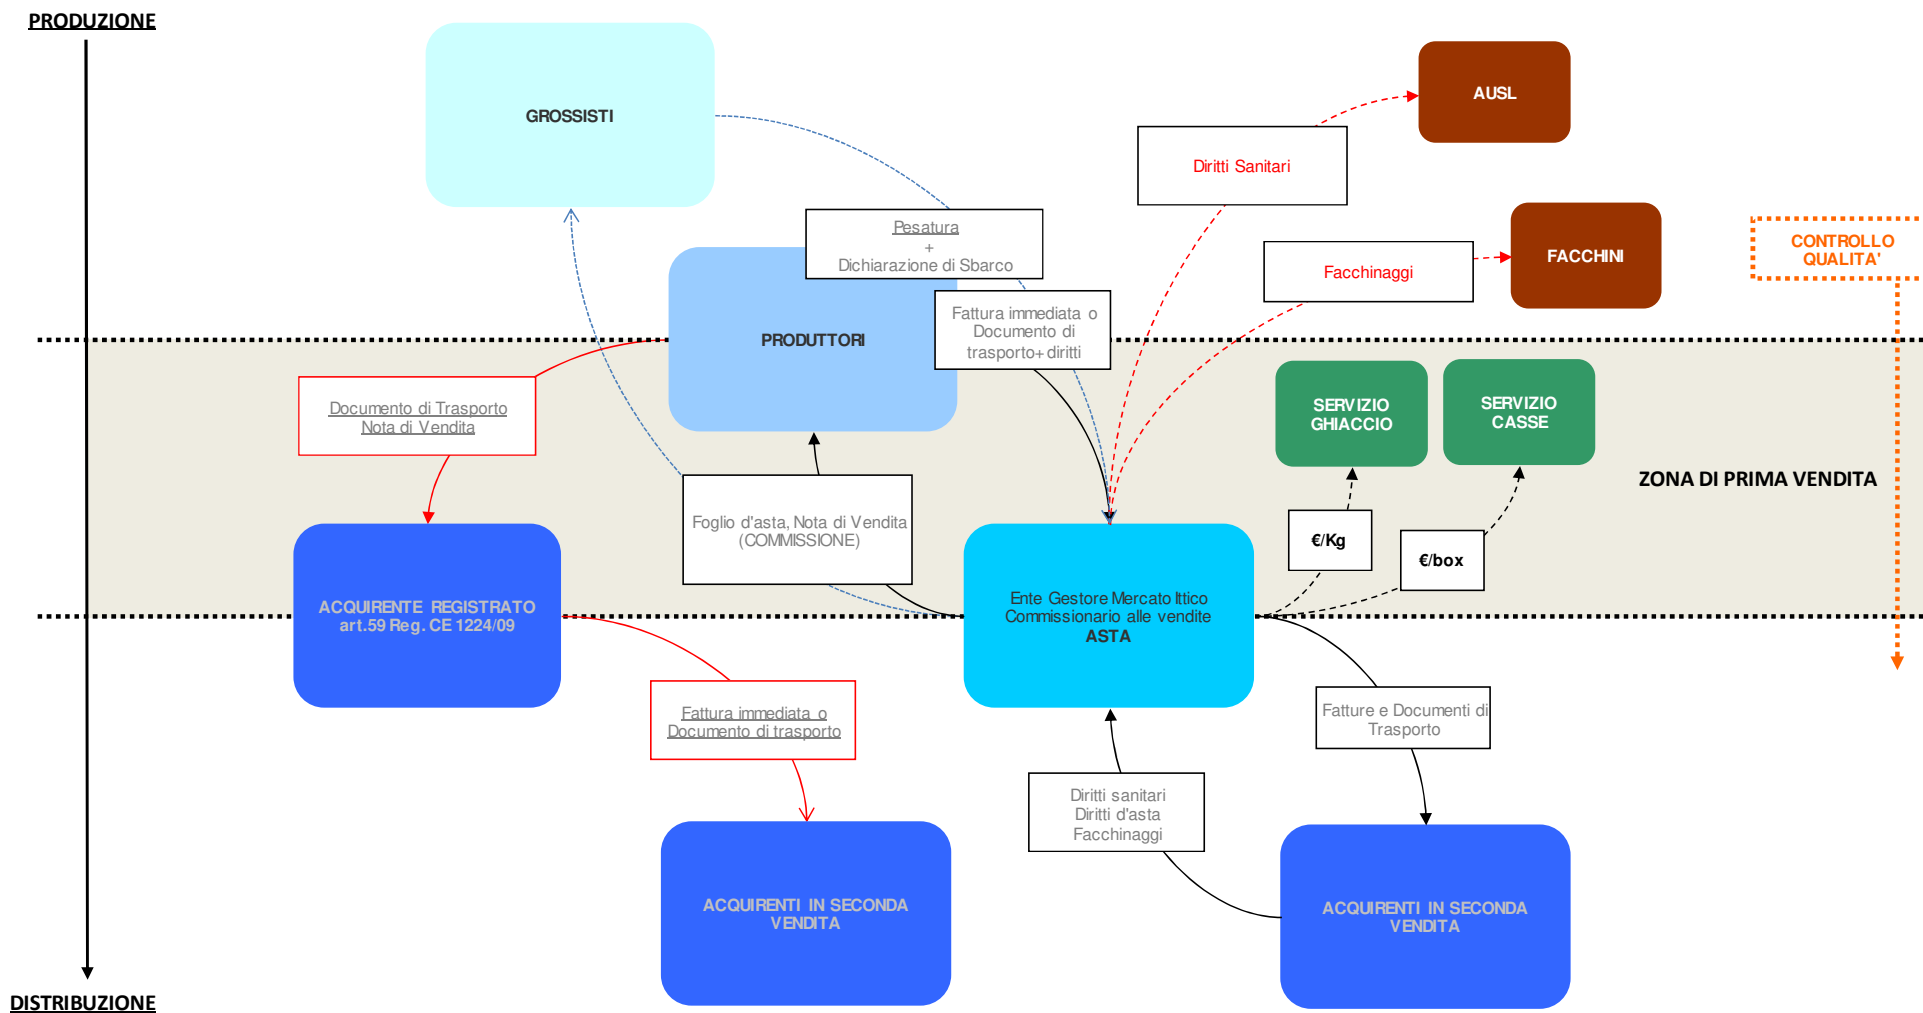 PRODUZIONE
GROSSISTI
AUSL
Diritti Sanitari
Pesatura
+
Dichiarazione di Sbarco
FACCHINI
Facchinaggi
CONTROLLO
QUALITA'
Fattura immediata o
Documento di
trasporto+ diritti
PRODUTTORI
Documento di Trasporto
Nota di Vendita
SERVIZIO
GHIACCIO
SERVIZIO
CASSE
ZONA DI PRIMA VENDITA
Foglio d'asta, Nota di Vendita
(COMMISSIONE)
€/Kg
€/box
ACQUIRENTE REGISTRATO
art.59 Reg. CE 1224/09
Ente Gestore Mercato Ittico
Commissionario alle vendite
ASTA
Fattura immediata o
Documento di trasporto
Fatture e Documenti di
Trasporto
Diritti sanitari
Diritti d'asta
Facchinaggi
ACQUIRENTI IN SECONDA
VENDITA
ACQUIRENTI IN SECONDA
VENDITA
DISTRIBUZIONE